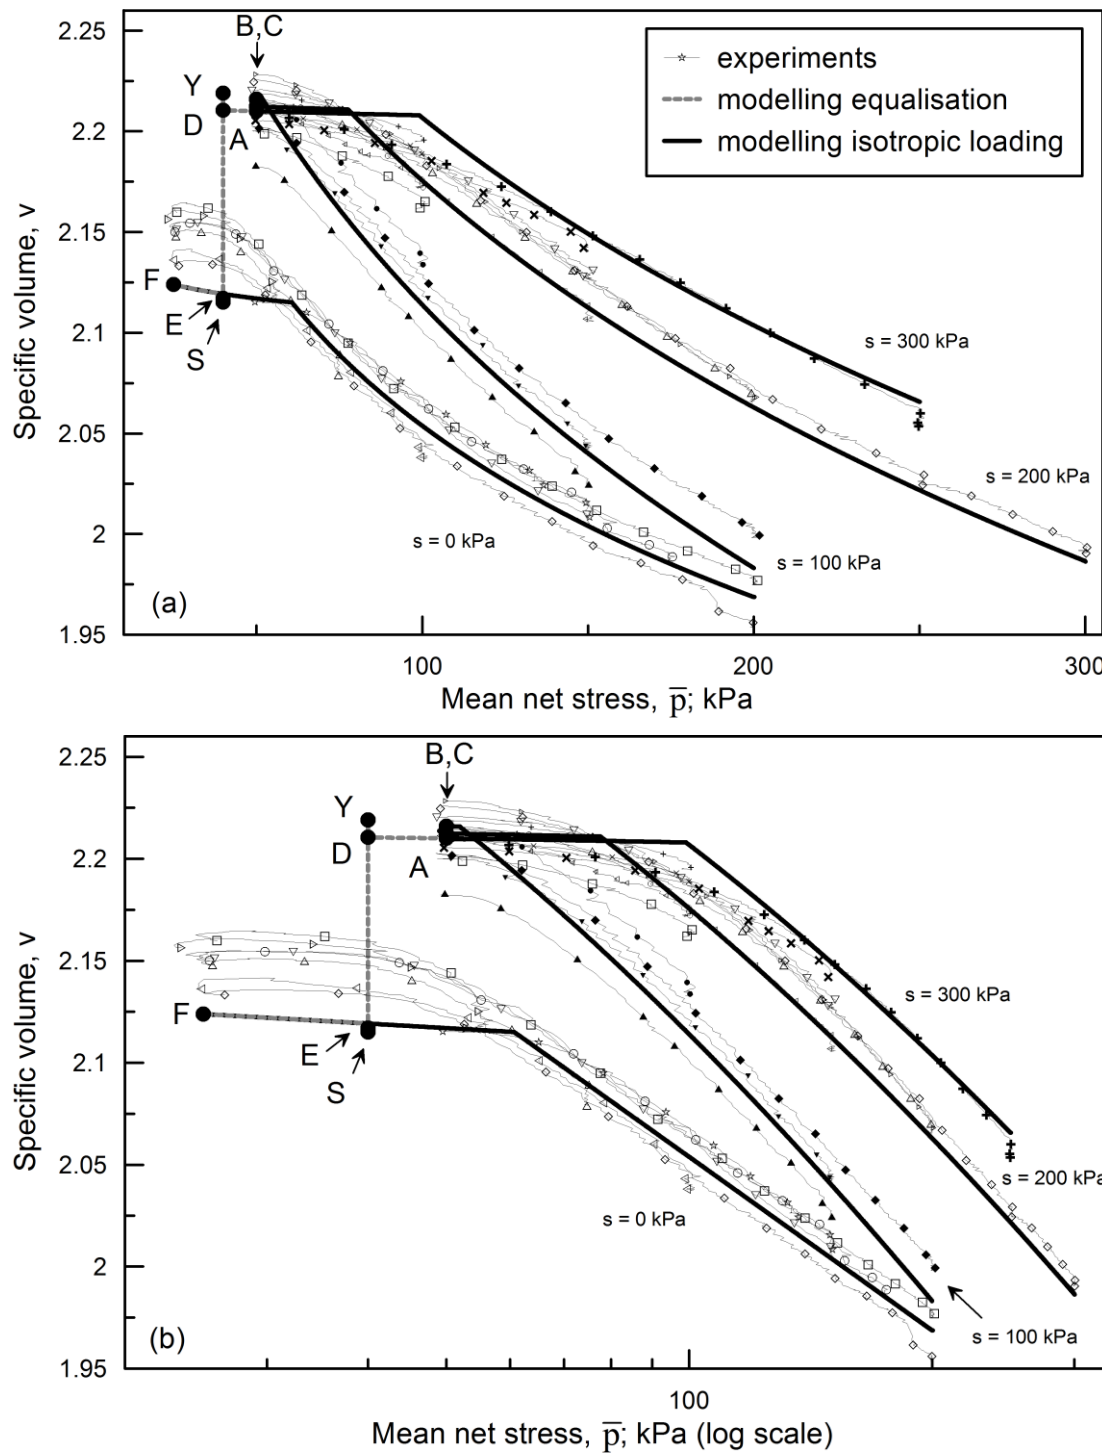 2.25
2.2
2.15
2.1
2.05
2
1.95
Specific volume, v
B,C
Y
D
A
F
E
S
experiments
modelling equalisation
modelling isotropic loading
s = 300 kPa
s = 200 kPa
s = 0 kPa
s = 100 kPa
(a)
100
200
300
Mean net stress, p̅; kPa
2.25
2.2
2.15
2.1
2.05
2
1.95
Specific volume, v
B,C
Y
D
A
F
E
S
s = 300 kPa
s = 200 kPa
s = 0 kPa
s = 100 kPa
(b)
100
Mean net stress, p̅; kPa (log scale)